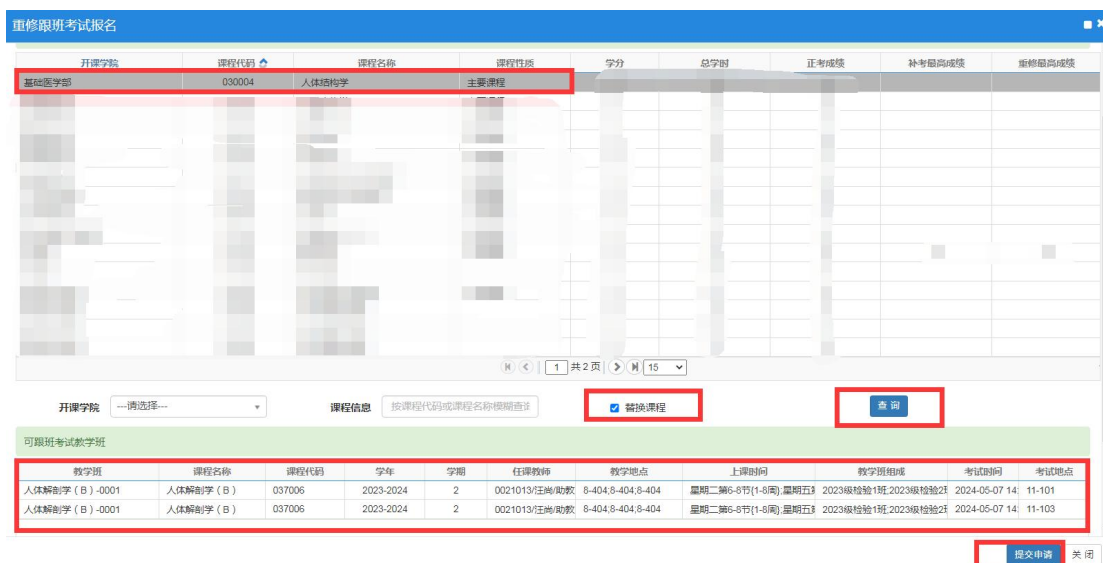 重修跟班考试报名
开课学院 课程代码 课程名称 课程性质 学分 总学时 正考成绩 补考最高成绩 重修最高成绩
基础医学部 030004 人体结构学 主要课程
1 共2页 15
开课学院 ---请选择--- 课程信息 按课程代码或课程名称模糊查询 替换课程 查 询
可跟班考试教学班
教学班 课程名称 课程代码 学年 学期 任课教师 教学地点 上课时间 教学班组成 考试时间 考试地点
人体解剖学（B）-0001 人体解剖学（B） 037006 2023-2024 2 0021013/汪尚/助教 8-404;8-404;8-404 星期二第6-8节{1-8周};星期五第 2023级检验1班;2023级检验2班 2024-05-07 14: 11-101
人体解剖学（B）-0001 人体解剖学（B） 037006 2023-2024 2 0021013/汪尚/助教 8-404;8-404;8-404 星期二第6-8节{1-8周};星期五第 2023级检验1班;2023级检验2班 2024-05-07 14: 11-103
提交申请 关 闭